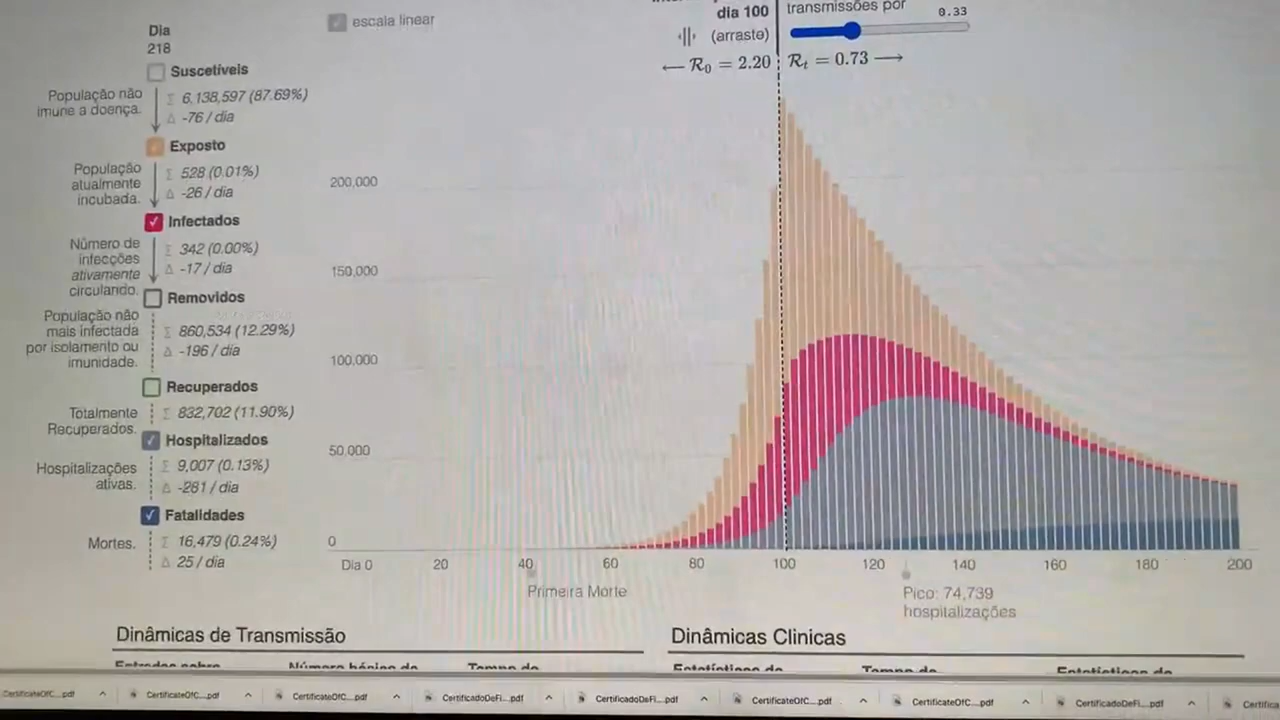 Dia
218
escala linear
dia 100
(arraste)
← R₀ = 2.20
transmissões por
0.33
Rₜ = 0.73 →
Suscetíveis
População não
imune a doença.
Σ 6,138,597 (87.69%)
Δ -76 / dia
Exposto
População
atualmente
incubada.
Σ 528 (0.01%)
Δ -26 / dia
Infectados
Número de
infecções
ativamente
circulando.
Σ 342 (0.00%)
Δ -17 / dia
Removidos
População não
mais infectada
por isolamento ou
imunidade.
Σ 860,534 (12.29%)
Δ -196 / dia
Recuperados
Totalmente
Recuperados.
Σ 832,702 (11.90%)
Hospitalizados
Hospitalizações
ativas.
Σ 9,007 (0.13%)
Δ -261 / dia
Fatalidades
Mortes.
Σ 16,479 (0.24%)
Δ 25 / dia
200,000
150,000
100,000
50,000
0
Dia 0 20 40 60 80 100 120 140 160 180 200
Primeira Morte
Pico: 74,739
hospitalizações
Dinâmicas de Transmissão
Dinâmicas Clinicas
CertificateOfC....pdf
CertificateOfC....pdf
CertificateOfC....pdf
CertificadoDeFi....pdf
CertificadoDeFi....pdf
CertificateOfC....pdf
CertificateOfC....pdf
CertificadoDeFi....pdf